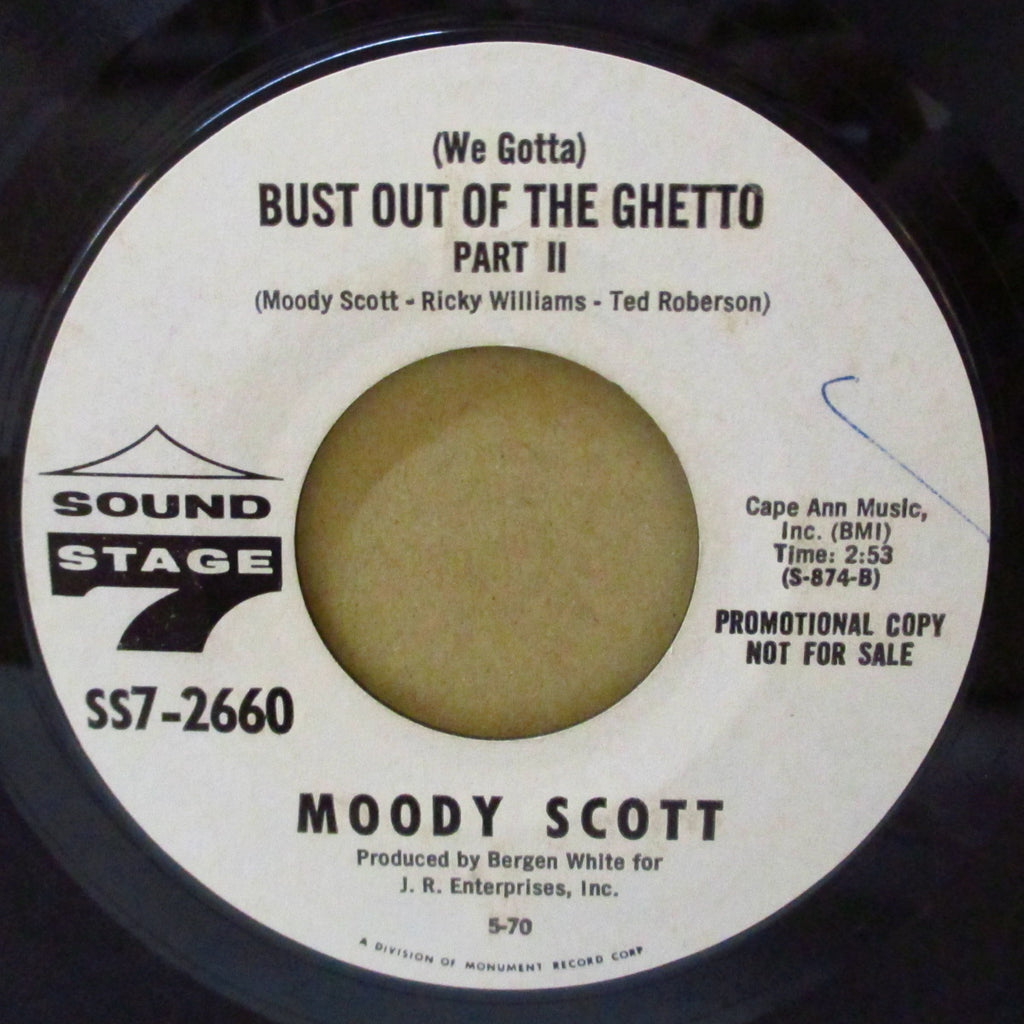 (We Gotta)
BUST OUT OF THE GHETTO
PART II
(Moody Scott - Ricky Williams - Ted Roberson)
SOUND
STAGE
7
SS7-2660
Cape Ann Music,
Inc. (BMI)
Time: 2:53
(S-874-B)
PROMOTIONAL COPY
NOT FOR SALE
MOODY SCOTT
Produced by Bergen White for
J. R. Enterprises, Inc.
5-70
A DIVISION OF MONUMENT RECORD CORP